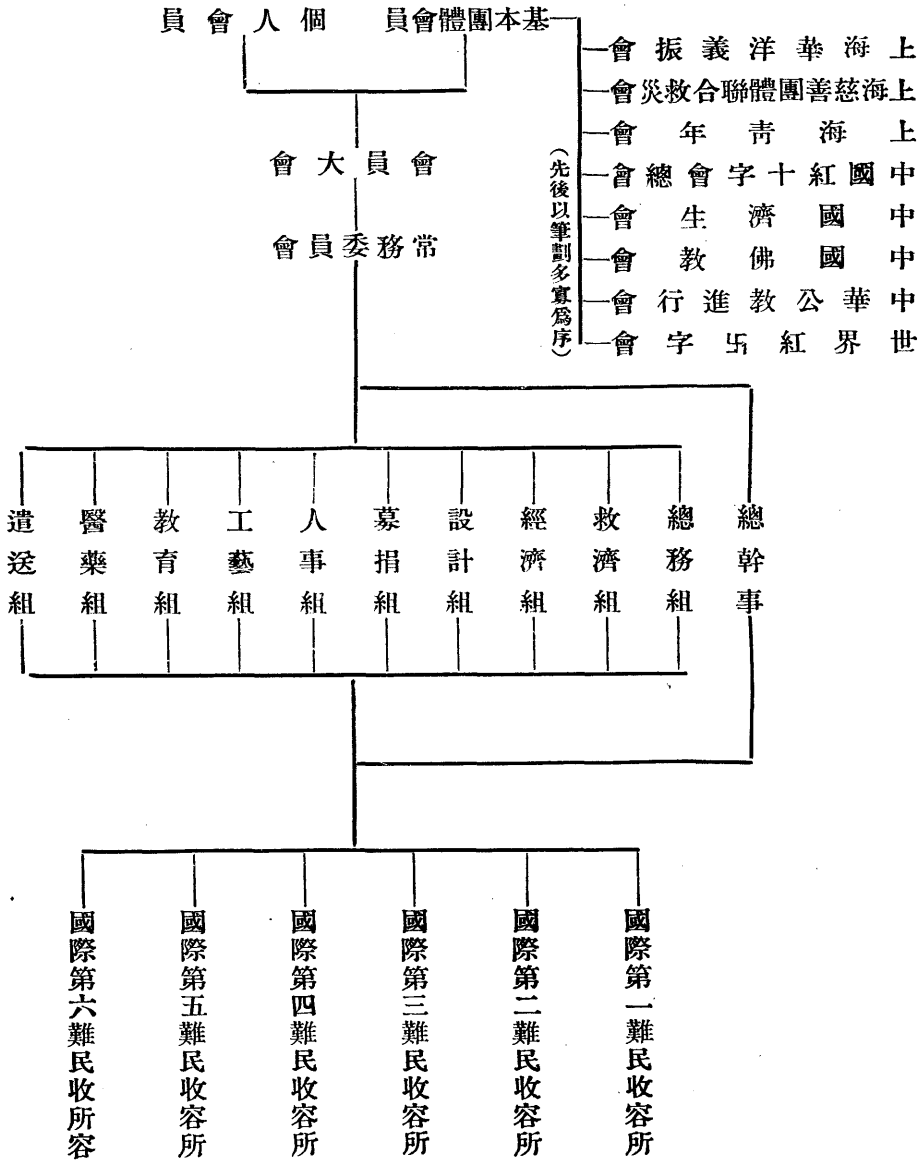 基本團體會員
個人會員
上海華洋義振會
上海慈善團體聯合救災會
上海青年會
中國紅十字會總會
中國濟生會
中國佛教會
中華公教進行會
世界紅卍字會
(先後以筆劃多寡爲序)
會員大會
常務委員會
總幹事
總務組
救濟組
經濟組
設計組
募捐組
人事組
工藝組
教育組
醫藥組
遣送組
國際第一難民收容所
國際第二難民收容所
國際第三難民收容所
國際第四難民收容所
國際第五難民收容所
國際第六難民收所容